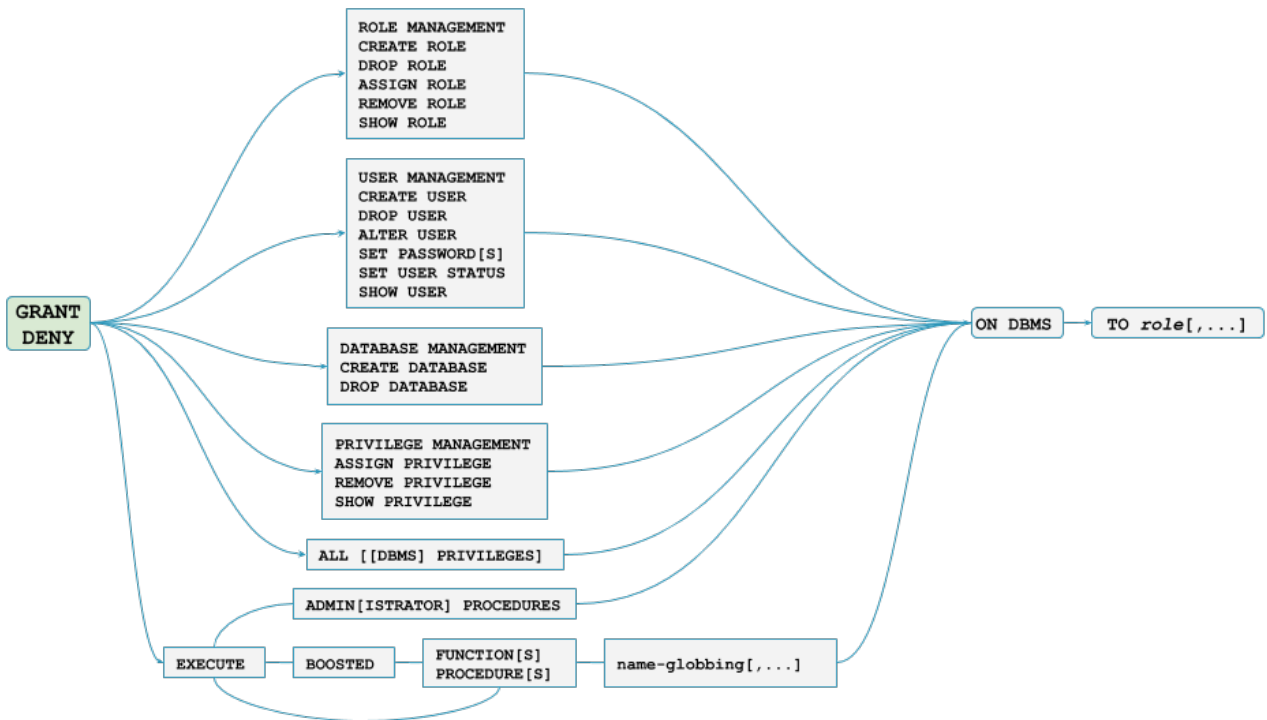 ROLE MANAGEMENT
CREATE ROLE
DROP ROLE
ASSIGN ROLE
REMOVE ROLE
SHOW ROLE
USER MANAGEMENT
CREATE USER
DROP USER
ALTER USER
SET PASSWORD[S]
SET USER STATUS
SHOW USER
GRANT
DENY
ON DBMS
TO role[,...]
DATABASE MANAGEMENT
CREATE DATABASE
DROP DATABASE
PRIVILEGE MANAGEMENT
ASSIGN PRIVILEGE
REMOVE PRIVILEGE
SHOW PRIVILEGE
ALL [[DBMS] PRIVILEGES]
ADMIN[ISTRATOR] PROCEDURES
EXECUTE
BOOSTED
FUNCTION[S]
PROCEDURE[S]
name-globbing[,...]